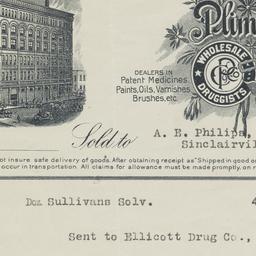 Plim
WHOLESALE
DRUGGISTS
DEALERS IN
Patent Medicines
Paints, Oils, Varnishes
Brushes, etc.
Sold to
A. E. Philips,
Sinclairvil
not insure safe delivery of goods. After obtaining receipt as "Shipped in good o
occur in transportation. All claims for allowance must be made promptly, on r
Doz Sullivans Solv.
4
Sent to Ellicott Drug Co.,